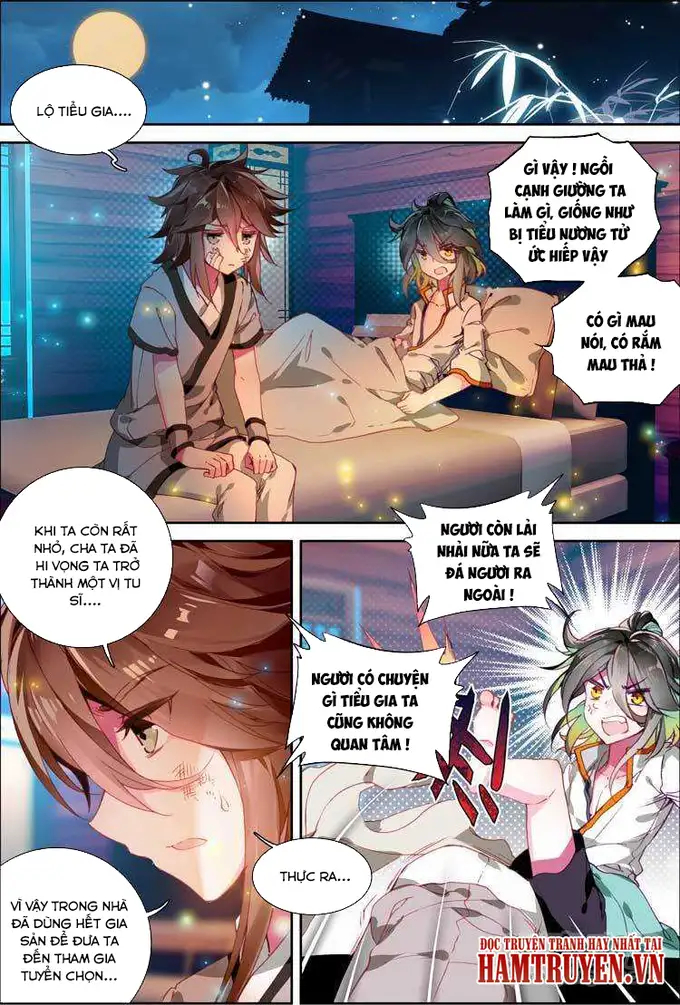 LỘ TIỂU GIA....
GÌ VẬY ! NGỒI
CẠNH GIƯỜNG TA
LÀM GÌ, GIỐNG NHƯ
BỊ TIỂU NƯƠNG TỬ
ỨC HIẾP VẬY
CÓ GÌ MAU
NÓI, CÓ RẮM
MAU THẢ !
KHI TA CÒN RẤT
NHỎ, CHA TA ĐÃ
HI VỌNG TA TRỞ
THÀNH MỘT VỊ TU
SĨ....
NGƯƠI CÒN LẢI
NHẢI NỮA TA SẼ
ĐÁ NGƯƠI RA
NGOÀI !
NGƯƠI CÓ CHUYỆN
GÌ TIỂU GIA TA
CŨNG KHÔNG
QUAN TÂM !
THỰC RA...
VÌ VẬY TRONG NHÀ
ĐÃ DÙNG HẾT GIA
SẢN ĐỂ ĐƯA TA
ĐẾN THAM GIA
TUYỂN CHỌN...
ĐỌC TRUYỆN TRANH HAY NHẤT TẠI
HAMTRUYEN.VN